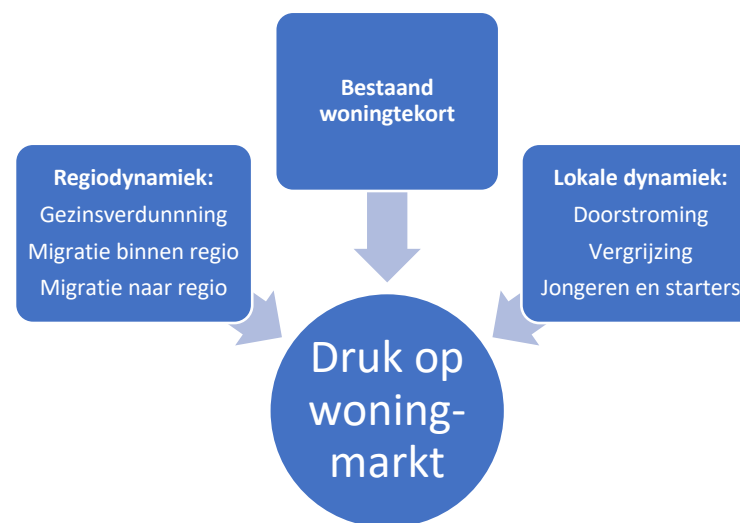 Bestaand
woningtekort
Regiodynamiek:
Gezinsverdunnning
Migratie binnen regio
Migratie naar regio
Lokale dynamiek:
Doorstroming
Vergrijzing
Jongeren en starters
Druk op
woning-
markt